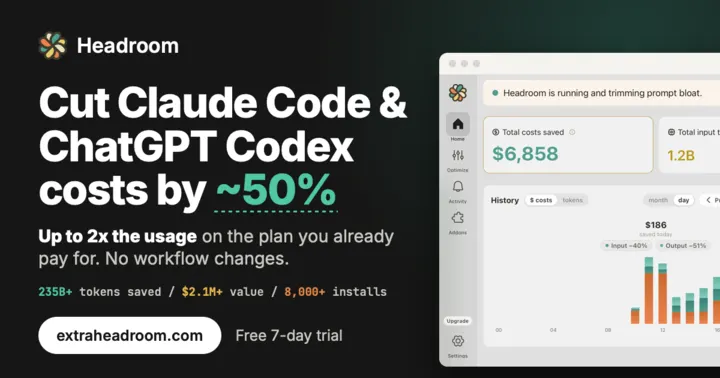 Headroom
Cut Claude Code &
ChatGPT Codex
costs by ~50%
Up to 2x the usage on the plan you already
pay for. No workflow changes.
235B+ tokens saved / $2.1M+ value / 8,000+ installs
extraheadroom.com
Free 7-day trial
Headroom is running and trimming prompt bloat.
Home
Optimize
Activity
Addons
Upgrade
Settings
Total costs saved
$6,858
Total input t
1.2B
History
$ costs
tokens
month
day
$186
saved today
Input ~40%
Output ~51%
00
04
08
12